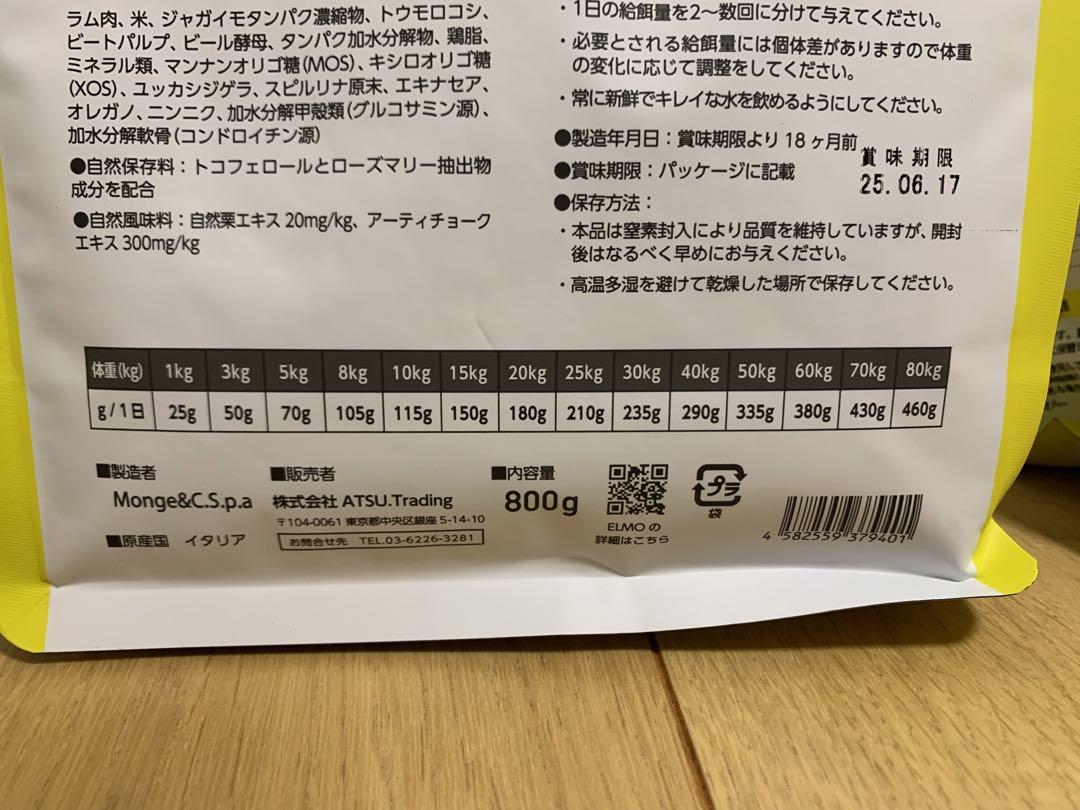 ラム肉、米、ジャガイモタンパク濃縮物、トウモロコシ、
ビートパルプ、ビール酵母、タンパク加水分解物、鶏脂、
ミネラル類、マンナンオリゴ糖(MOS)、キシロオリゴ糖
(XOS)、ユッカシジゲラ、スピルリナ原末、エキナセア、
オレガノ、ニンニク、加水分解甲殻類(グルコサミン源)、
加水分解軟骨(コンドロイチン源)
●自然保存料：トコフェロールとローズマリー抽出物
成分を配合
●自然風味料：自然栗エキス 20mg/kg、アーティチョーク
エキス 300mg/kg
・1日の給餌量を2〜数回に分けて与えてください。
・必要とされる給餌量には個体差がありますので体重
の変化に応じて調整をしてください。
・常に新鮮でキレイな水を飲めるようにしてください。
●製造年月日：賞味期限より 18 ヶ月前
●賞味期限：パッケージに記載
賞味期限
25.06.17
●保存方法：
・本品は窒素封入により品質を維持していますが、開封
後はなるべく早めにお与えください。
・高温多湿を避けて乾燥した場所で保存してください。
体重(kg) 1kg 3kg 5kg 8kg 10kg 15kg 20kg 25kg 30kg 40kg 50kg 60kg 70kg 80kg
g/1日 25g 50g 70g 105g 115g 150g 180g 210g 235g 290g 335g 380g 430g 460g
■製造者
Monge&C.S.p.a
■原産国 イタリア
■販売者
株式会社 ATSU.Trading
〒104-0061 東京都中央区銀座 5-14-10
お問合せ先 TEL.03-6226-3281
■内容量
800g
ELMO の
詳細はこちら
プラ
袋
4 582559 379401